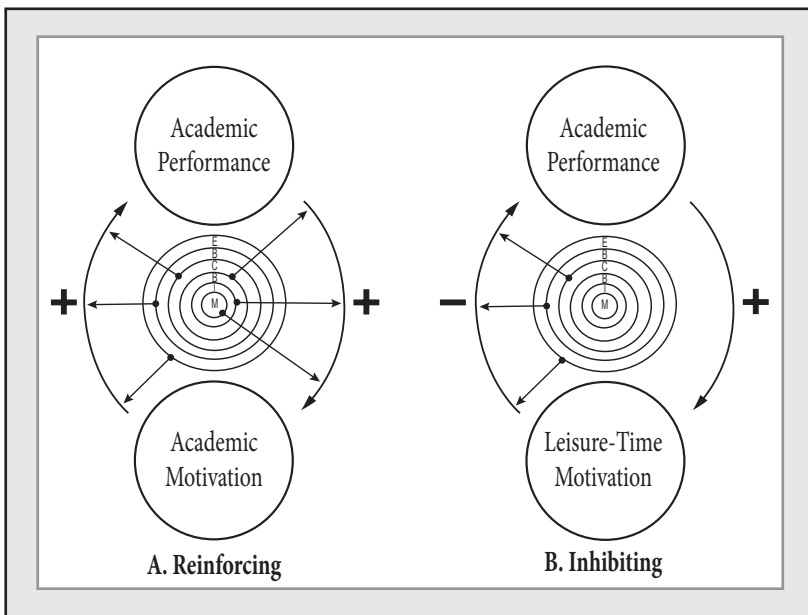 Academic
Performance
E
B
C
B
I
M
+
+
Academic
Motivation
A. Reinforcing
Academic
Performance
E
B
C
B
I
M
–
+
Leisure-Time
Motivation
B. Inhibiting